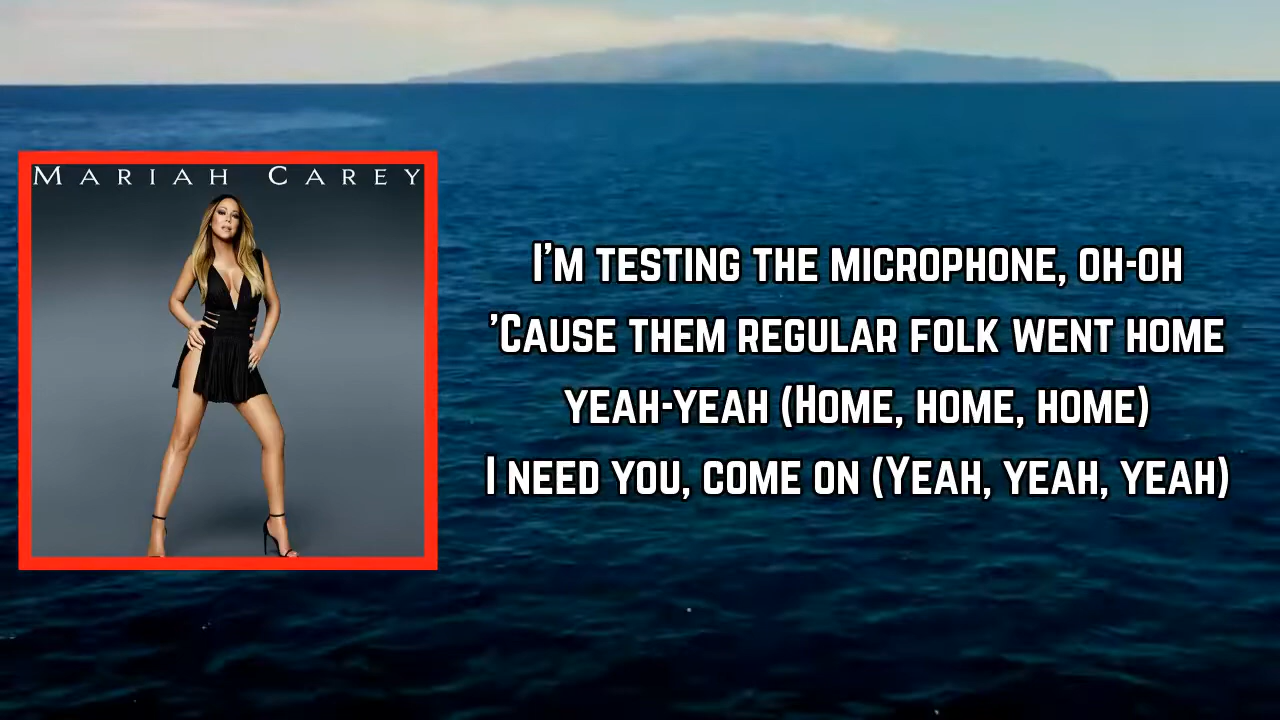 Mariah Carey
I'm testing the microphone, oh-oh
'Cause them regular folk went home
yeah-yeah (Home, home, home)
I need you, come on (Yeah, yeah, yeah)